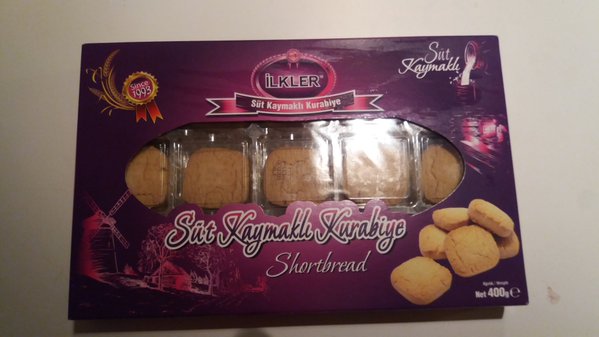 Since
1995
İLKLER
Süt Kaymaklı Kurabiye
Süt
Kaymaklı
Süt Kaymaklı Kurabiye
Shortbread
Net 400g e